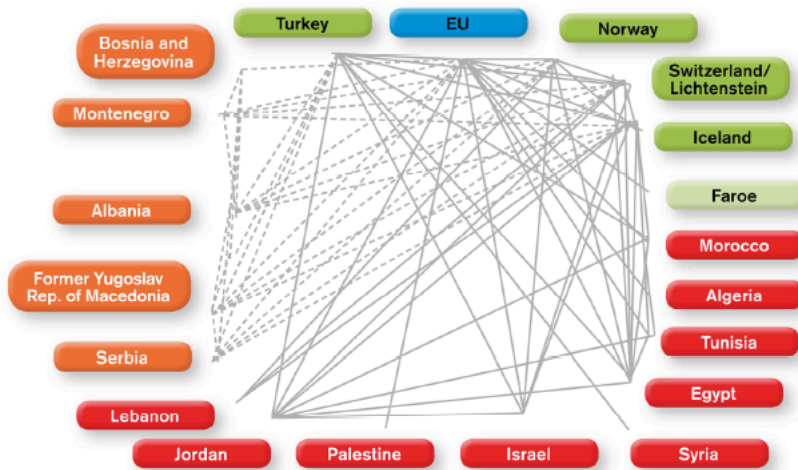 Turkey
EU
Norway
Bosnia and
Herzegovina
Switzerland/
Lichtenstein
Montenegro
Iceland
Albania
Faroe
Morocco
Former Yugoslav
Rep. of Macedonia
Algeria
Tunisia
Serbia
Egypt
Lebanon
Jordan
Palestine
Israel
Syria